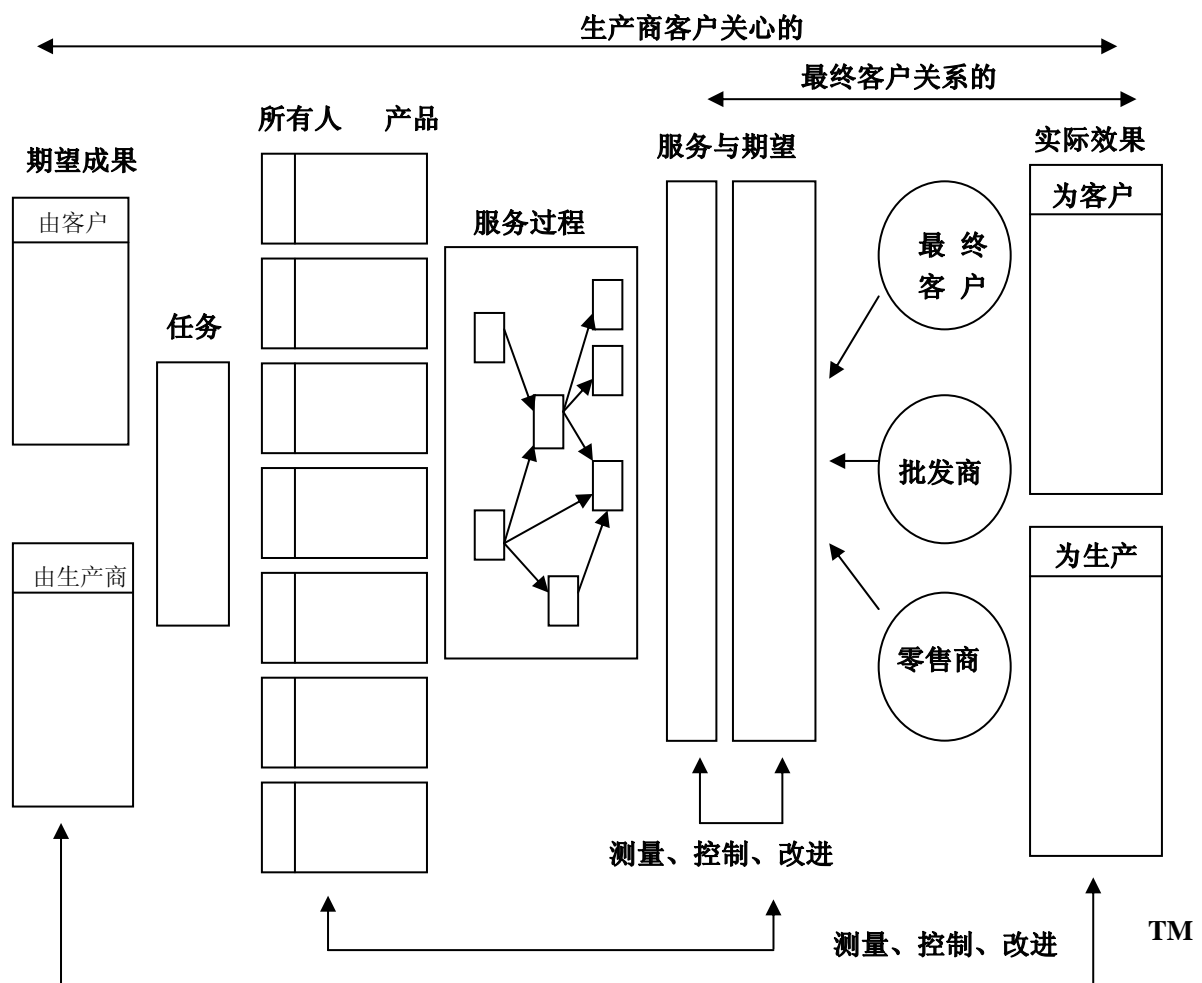 生产商客户关心的
最终客户关系的
所有人 产品
服务与期望
实际效果
期望成果
由客户
为客户
服务过程
最 终
客 户
任务
批发商
由生产商
为生产
零售商
测量、控制、改进
测量、控制、改进
TM